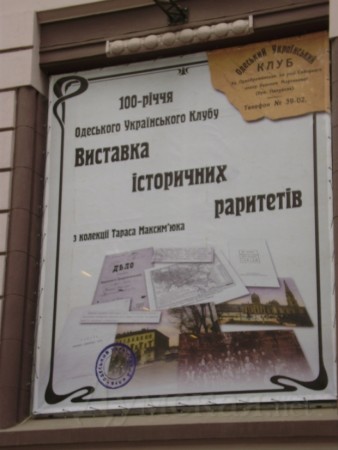 Одеський Український
КЛУБ
Телефон № 39-02.
100-річчя
Одеського Українського Клубу
Виставка
історичних
раритетів
з колекції Тараса Максим'юка
ДѢЛО